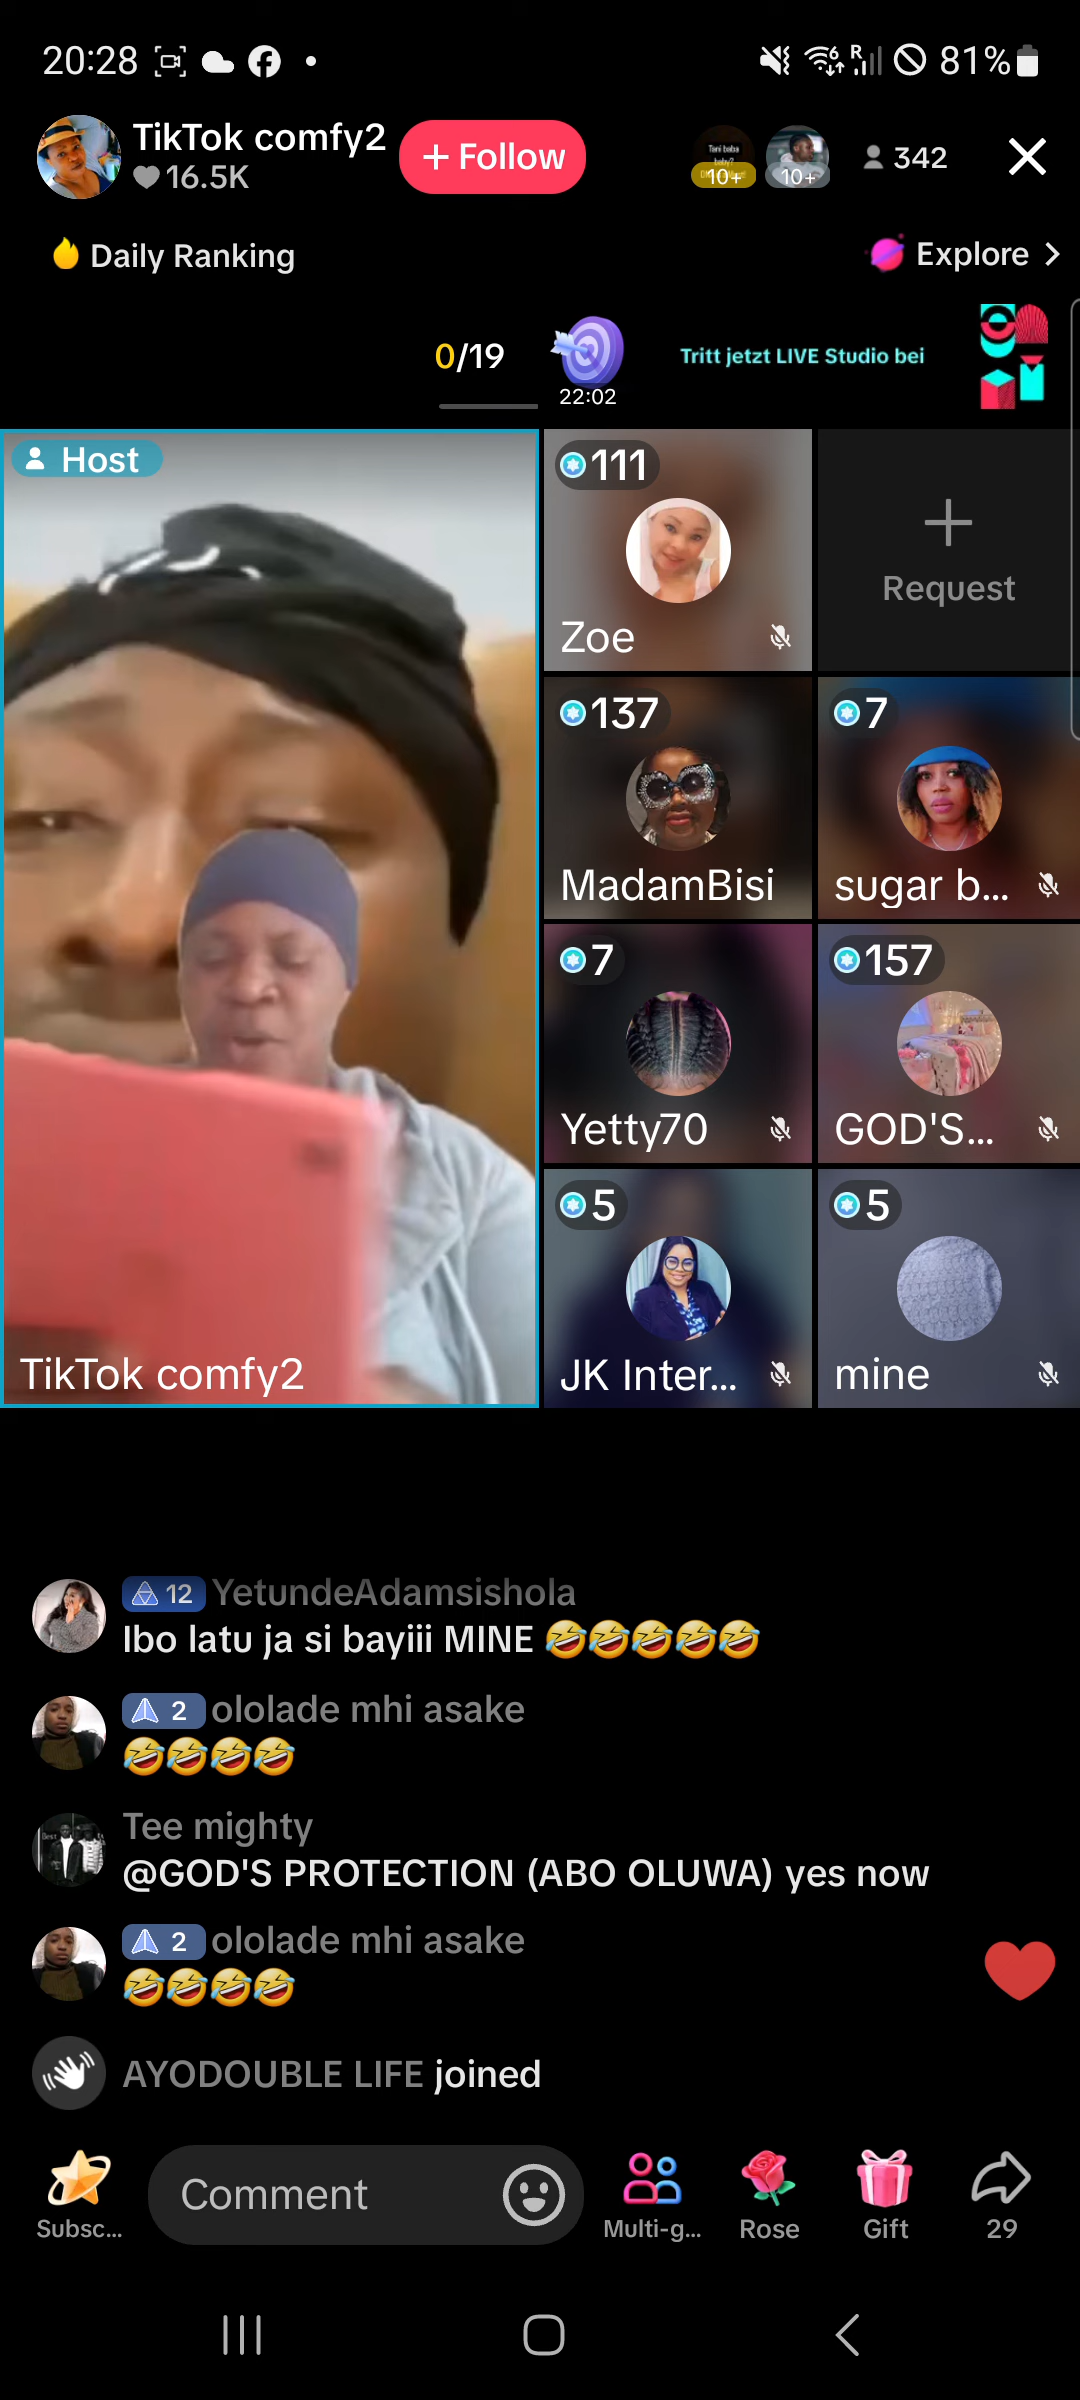 20:28
R
81%
TikTok comfy2
16.5K
+ Follow
10+
10+
342
Daily Ranking
Explore
0/19
22:02
Tritt jetzt LIVE Studio bei
Host
111
Zoe
Request
137
MadamBisi
7
sugar b...
7
Yetty70
157
GOD'S...
5
JK Inter...
5
mine
TikTok comfy2
12 YetundeAdamsishola
Ibo latu ja si bayiii MINE 🤣🤣🤣🤣🤣
2 ololade mhi asake
🤣🤣🤣🤣
Tee mighty
@GOD'S PROTECTION (ABO OLUWA) yes now
2 ololade mhi asake
🤣🤣🤣🤣
AYODOUBLE LIFE joined
Subsc...
Comment
Multi-g...
Rose
Gift
29